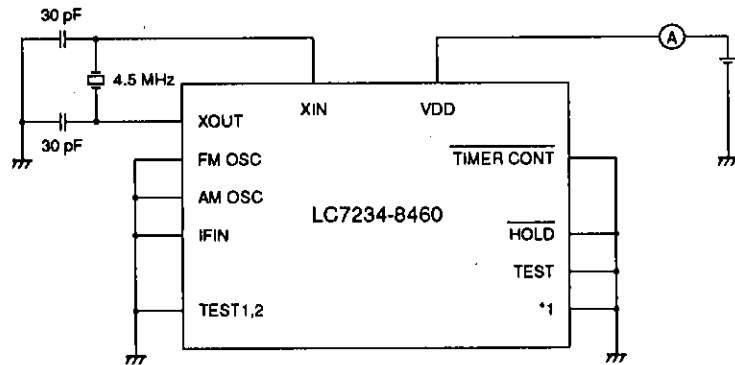 30 pF
A
4.5 MHz
XIN
VDD
XOUT
30 pF
FM OSC
TIMER CONT
AM OSC
LC7234-8460
IFIN
HOLD
TEST
TEST1,2
*1